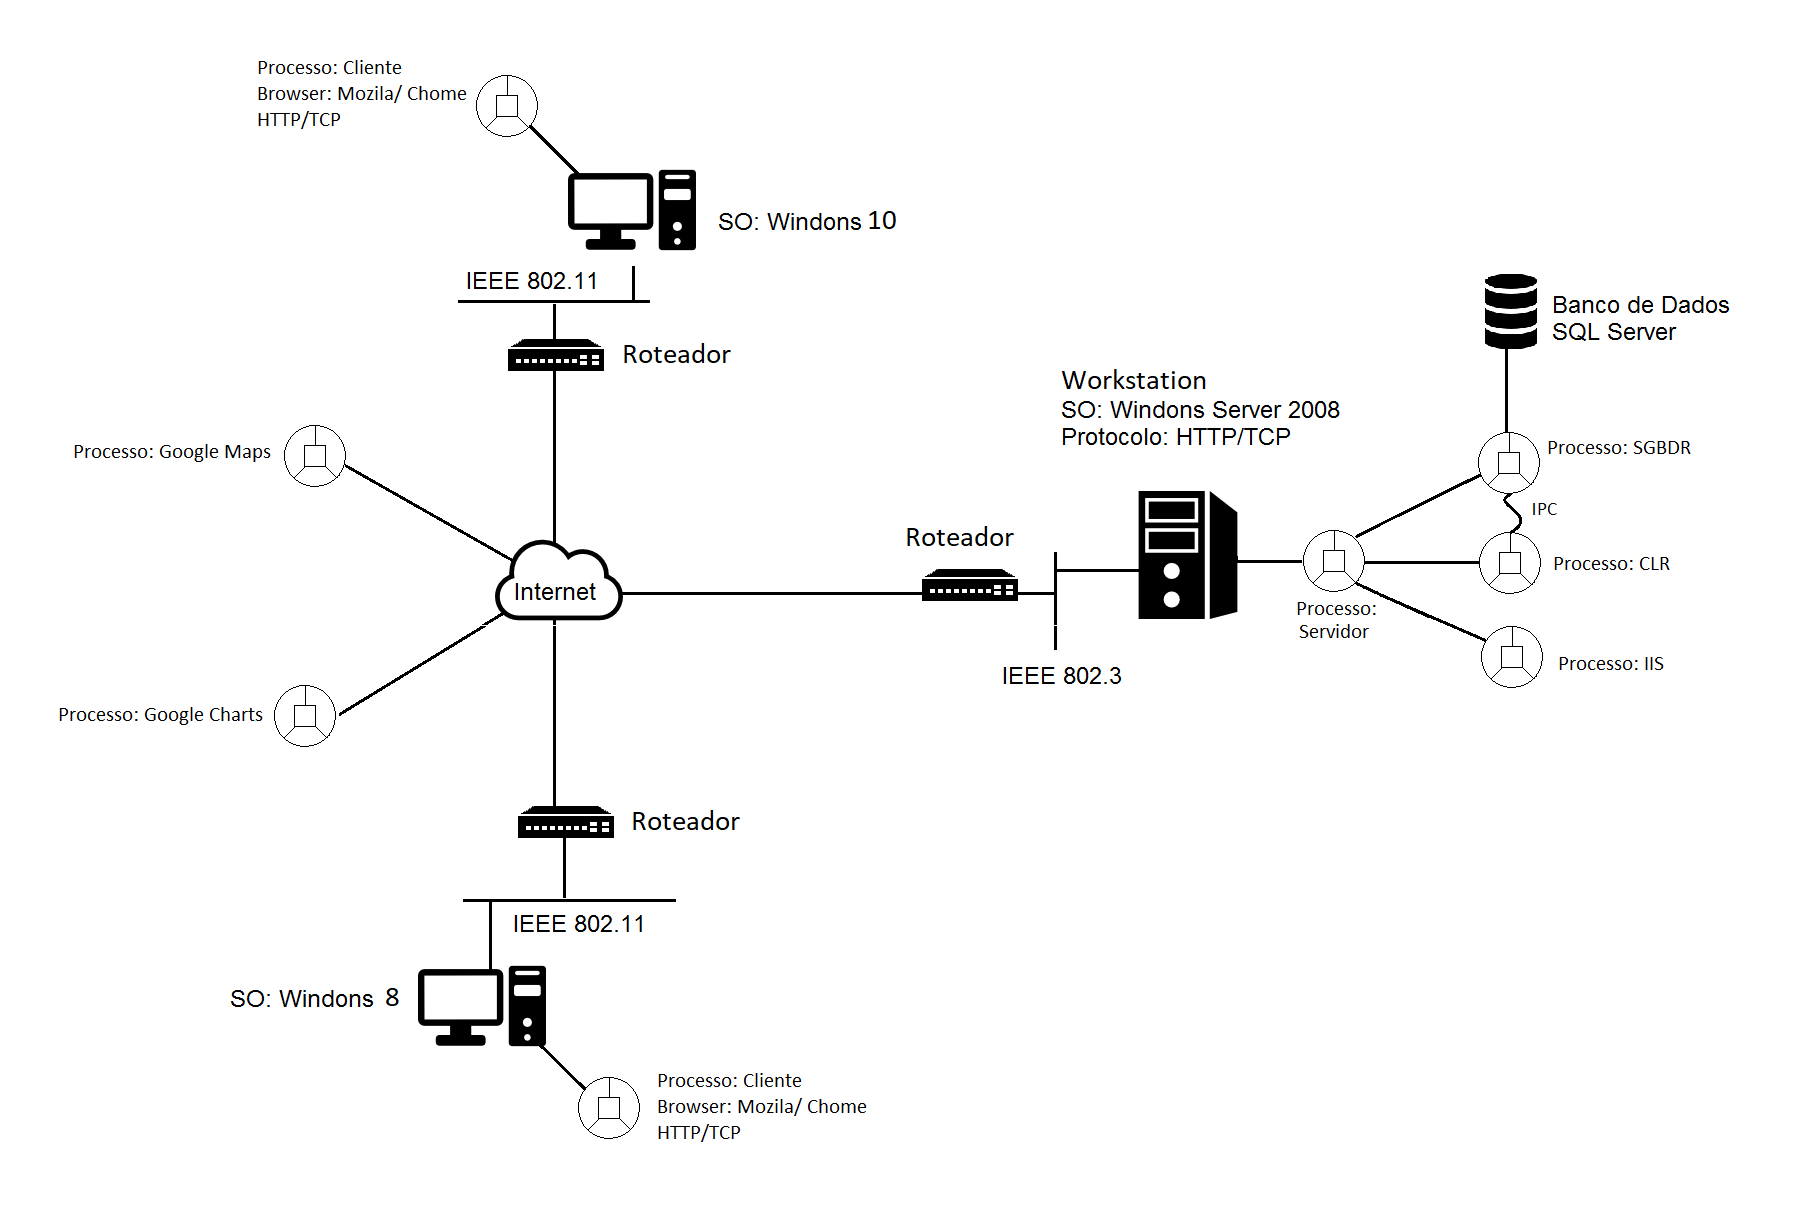 Processo: Cliente
Browser: Mozila/ Chome
HTTP/TCP
SO: Windons 10
IEEE 802.11
Roteador
Banco de Dados
SQL Server
Workstation
SO: Windons Server 2008
Protocolo: HTTP/TCP
Processo: Google Maps
Processo: SGBDR
IPC
Roteador
Processo: CLR
Internet
Processo:
Servidor
Processo: IIS
IEEE 802.3
Processo: Google Charts
Roteador
IEEE 802.11
SO: Windons 8
Processo: Cliente
Browser: Mozila/ Chome
HTTP/TCP